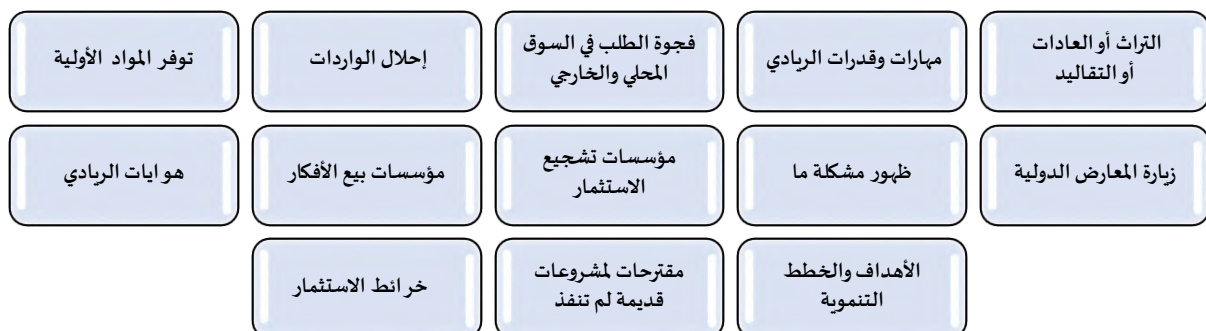 التراث أو العادات
أو التقاليد
مهارات وقدرات الريادي
فجوة الطلب في السوق
المحلي والخارجي
إحلال الواردات
توفر المواد الأولية
زيارة المعارض الدولية
ظهور مشكلة ما
مؤسسات تشجيع
الاستثمار
مؤسسات بيع الأفكار
هوايات الريادي
الأهداف والخطط
التنموية
مقترحات لمشروعات
قديمة لم تنفذ
خرائط الاستثمار